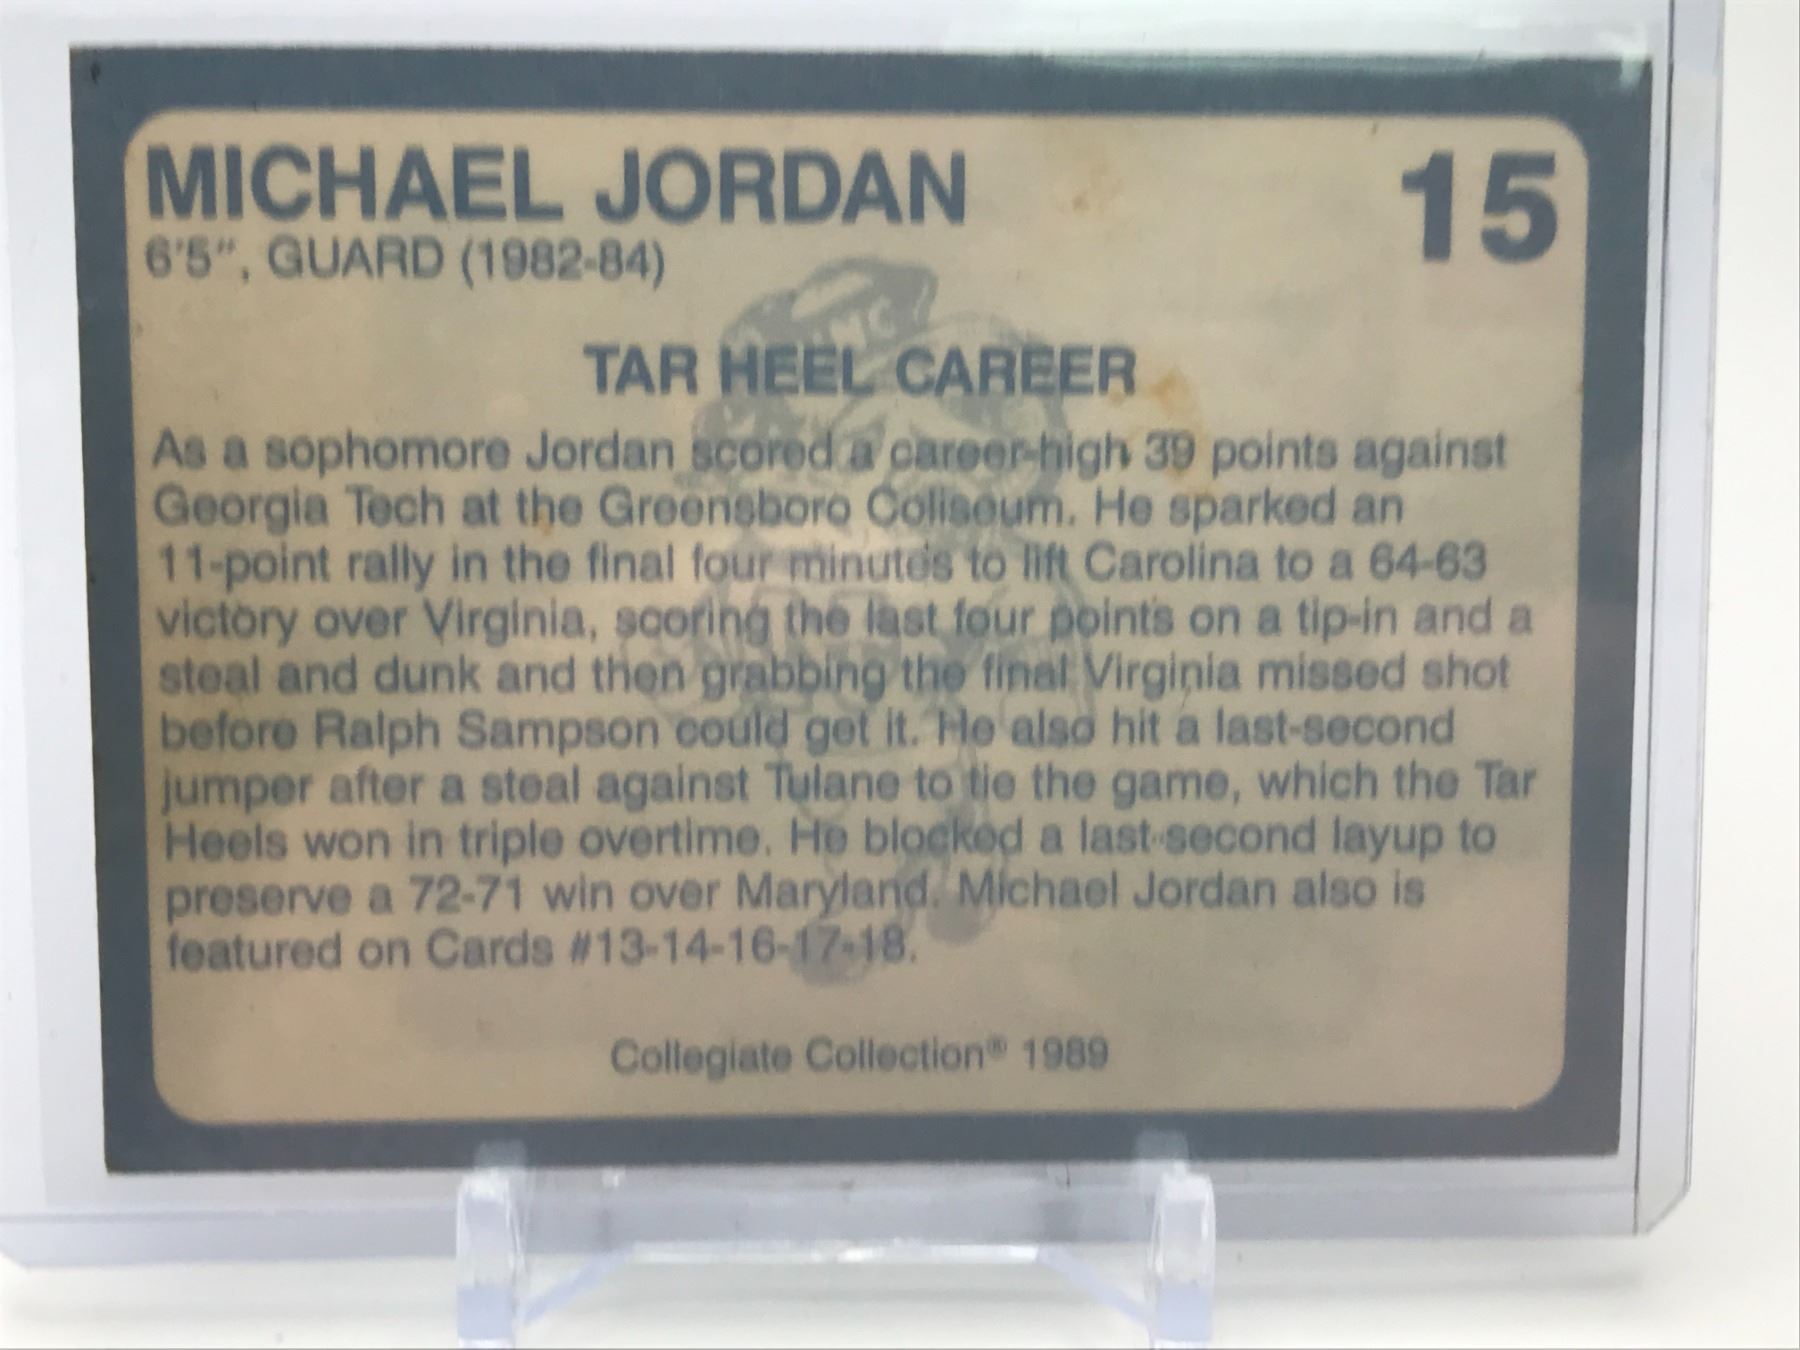 MICHAEL JORDAN
15
6'5", GUARD (1982-84)
UNC
TAR HEEL CAREER
As a sophomore Jordan scored a career-high 39 points against
Georgia Tech at the Greensboro Coliseum. He sparked an
11-point rally in the final four minutes to lift Carolina to a 64-63
victory over Virginia, scoring the last four points on a tip-in and a
steal and dunk and then grabbing the final Virginia missed shot
before Ralph Sampson could get it. He also hit a last-second
jumper after a steal against Tulane to tie the game, which the Tar
Heels won in triple overtime. He blocked a last-second layup to
preserve a 72-71 win over Maryland. Michael Jordan also is
featured on Cards #13-14-16-17-18.
Collegiate Collection® 1989